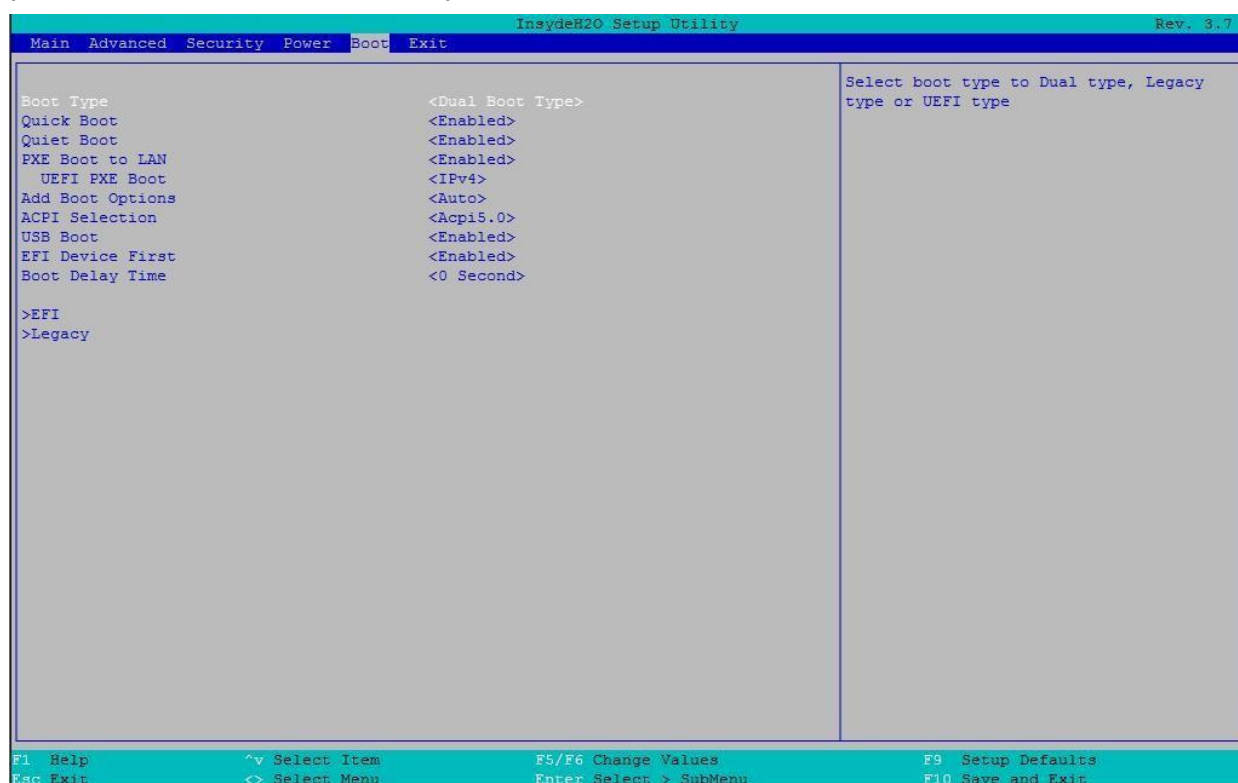 InsydeH20 Setup Utility Rev. 3.7
Main Advanced Security Power Boot Exit
Boot Type <Dual Boot Type>
Quick Boot <Enabled>
Quiet Boot <Enabled>
PXE Boot to LAN <Enabled>
UEFI PXE Boot <IPv4>
Add Boot Options <Auto>
ACPI Selection <Acpi5.0>
USB Boot <Enabled>
EFI Device First <Enabled>
Boot Delay Time <0 Second>
>EFI
>Legacy
Select boot type to Dual type, Legacy
type or UEFI type
F1 Help ^v Select Item F5/F6 Change Values F9 Setup Defaults
Esc Exit <> Select Menu Enter Select > SubMenu F10 Save and Exit